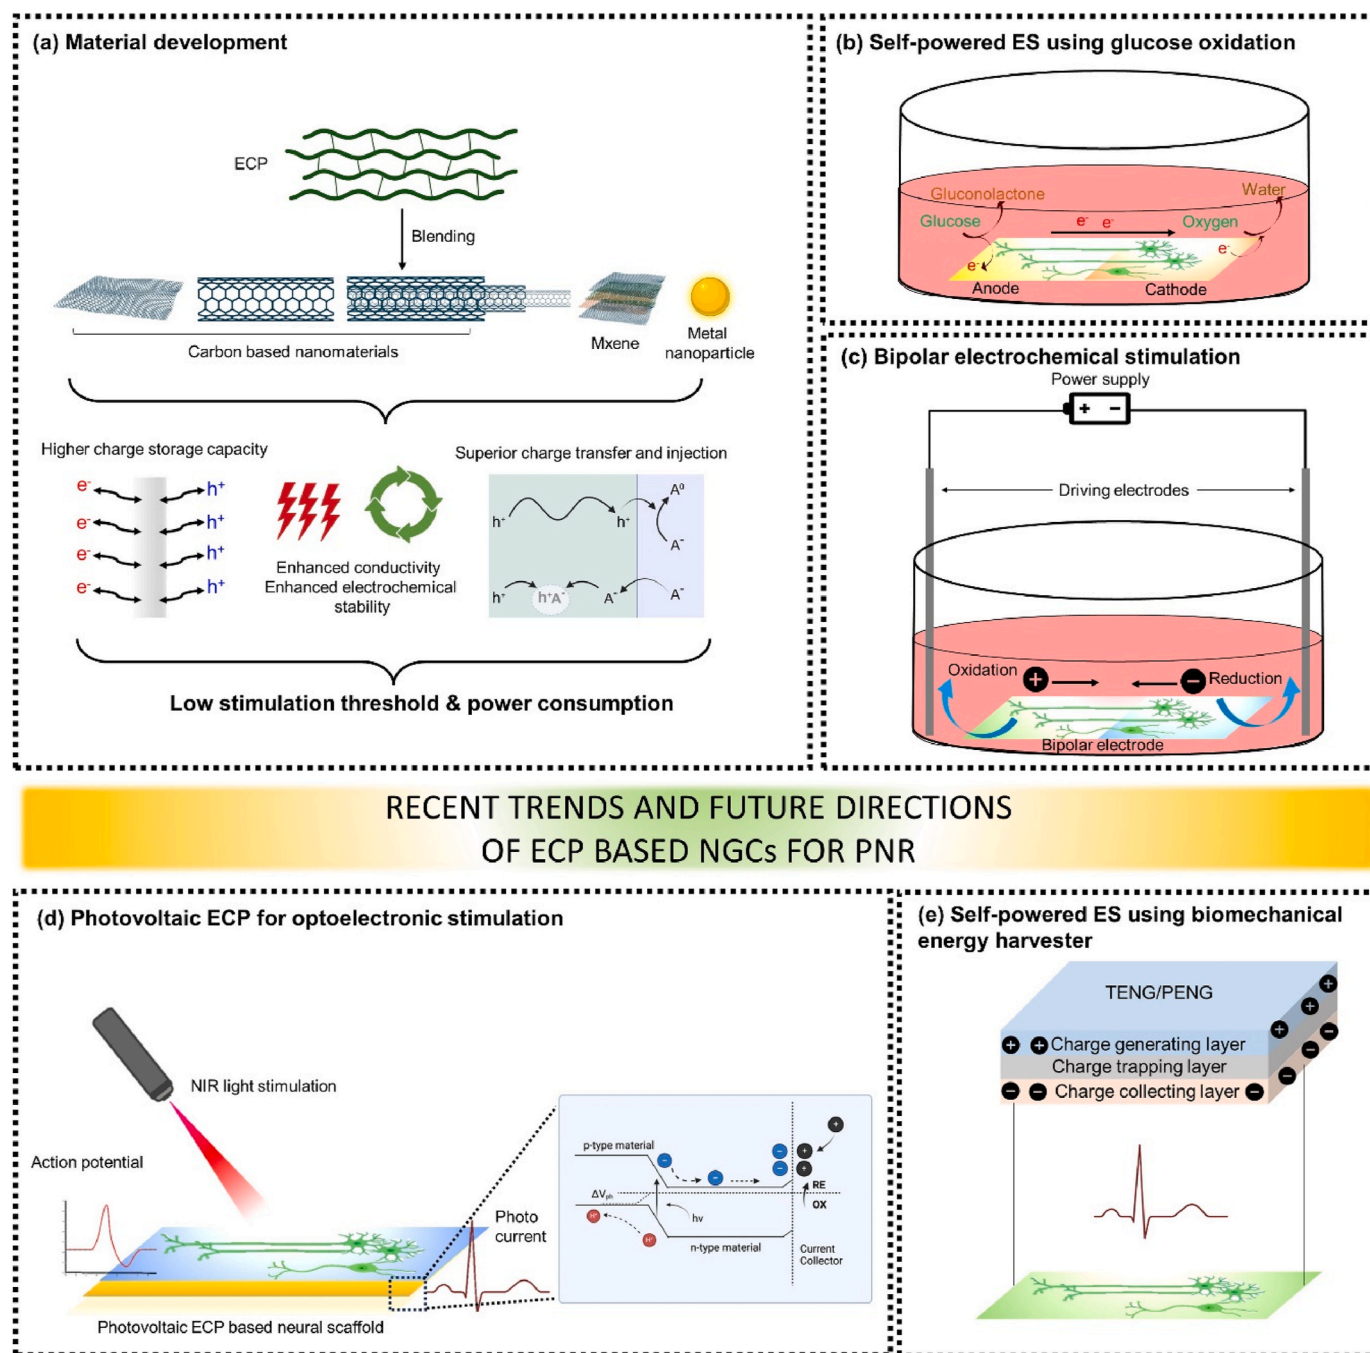 (a) Material development
ECP
Blending
Carbon based nanomaterials
Mxene
Metal
nanoparticle
Higher charge storage capacity
e- h+
e- h+
e- h+
e- h+
Enhanced conductivity
Enhanced electrochemical
stability
Superior charge transfer and injection
h+ h+ A0
A-
h+ h+A- A- A-
Low stimulation threshold & power consumption
(b) Self-powered ES using glucose oxidation
Gluconolactone
Water
Glucose
e- e-
Oxygen
e-
e-
Anode
Cathode
(c) Bipolar electrochemical stimulation
Power supply
+ -
Driving electrodes
Oxidation
+
-
Reduction
Bipolar electrode
RECENT TRENDS AND FUTURE DIRECTIONS
OF ECP BASED NGCs FOR PNR
(d) Photovoltaic ECP for optoelectronic stimulation
NIR light stimulation
Action potential
Photo
current
Photovoltaic ECP based neural scaffold
p-type material
ΔVph
hv
H+
H+
n-type material
RE
OX
Current
Collector
(e) Self-powered ES using biomechanical
energy harvester
TENG/PENG
Charge generating layer
Charge trapping layer
Charge collecting layer